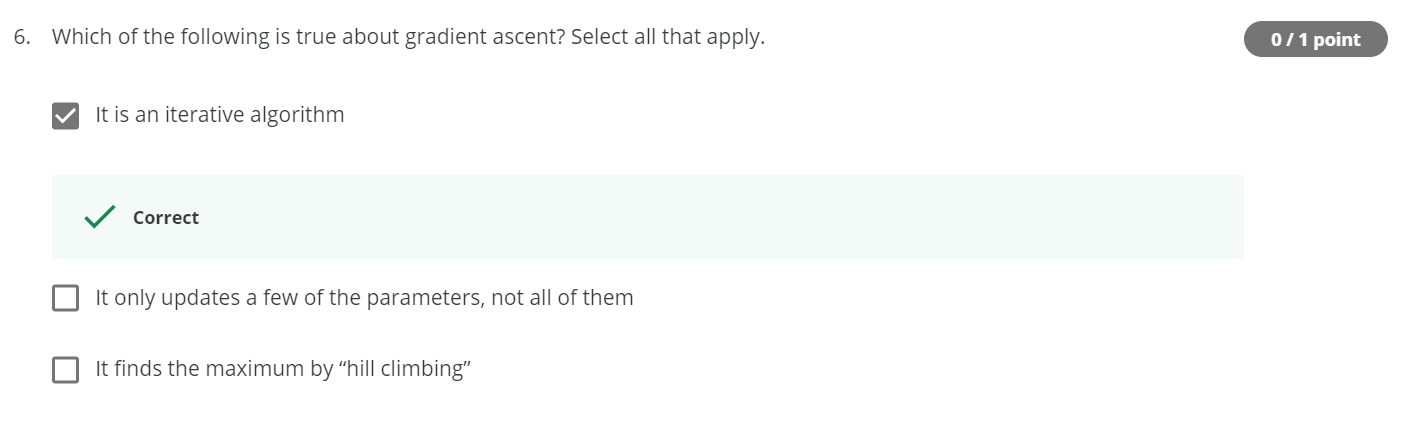 6. Which of the following is true about gradient ascent? Select all that apply.
0 / 1 point
It is an iterative algorithm
Correct
It only updates a few of the parameters, not all of them
It finds the maximum by “hill climbing”